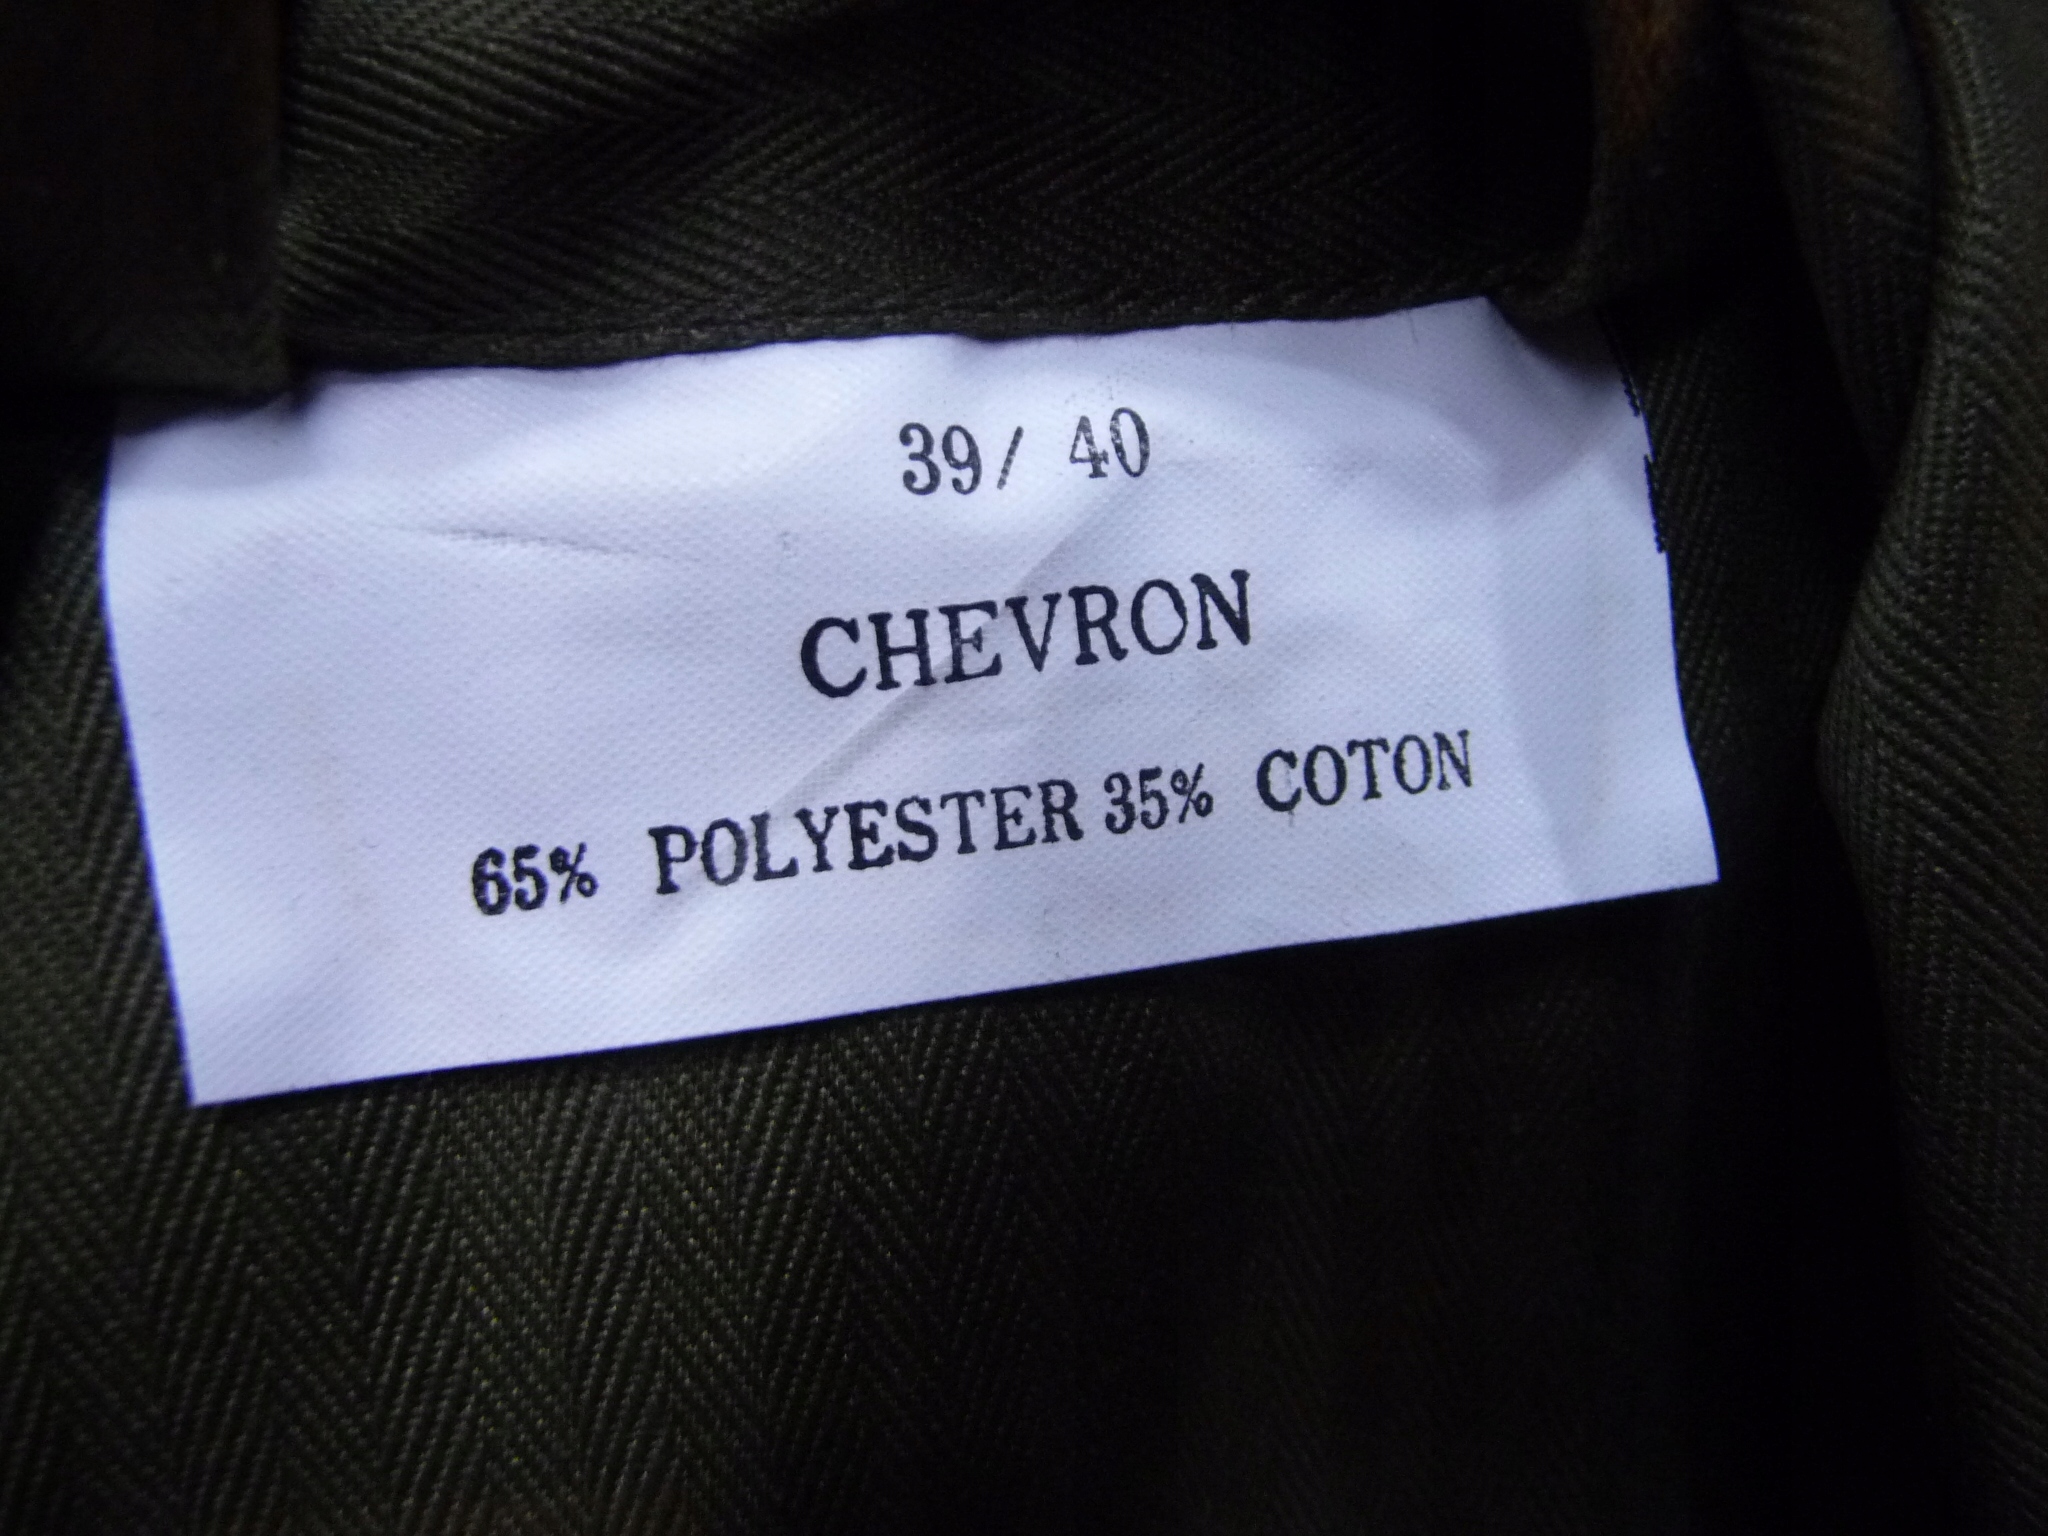 39/ 40
CHEVRON
65% POLYESTER 35% COTON